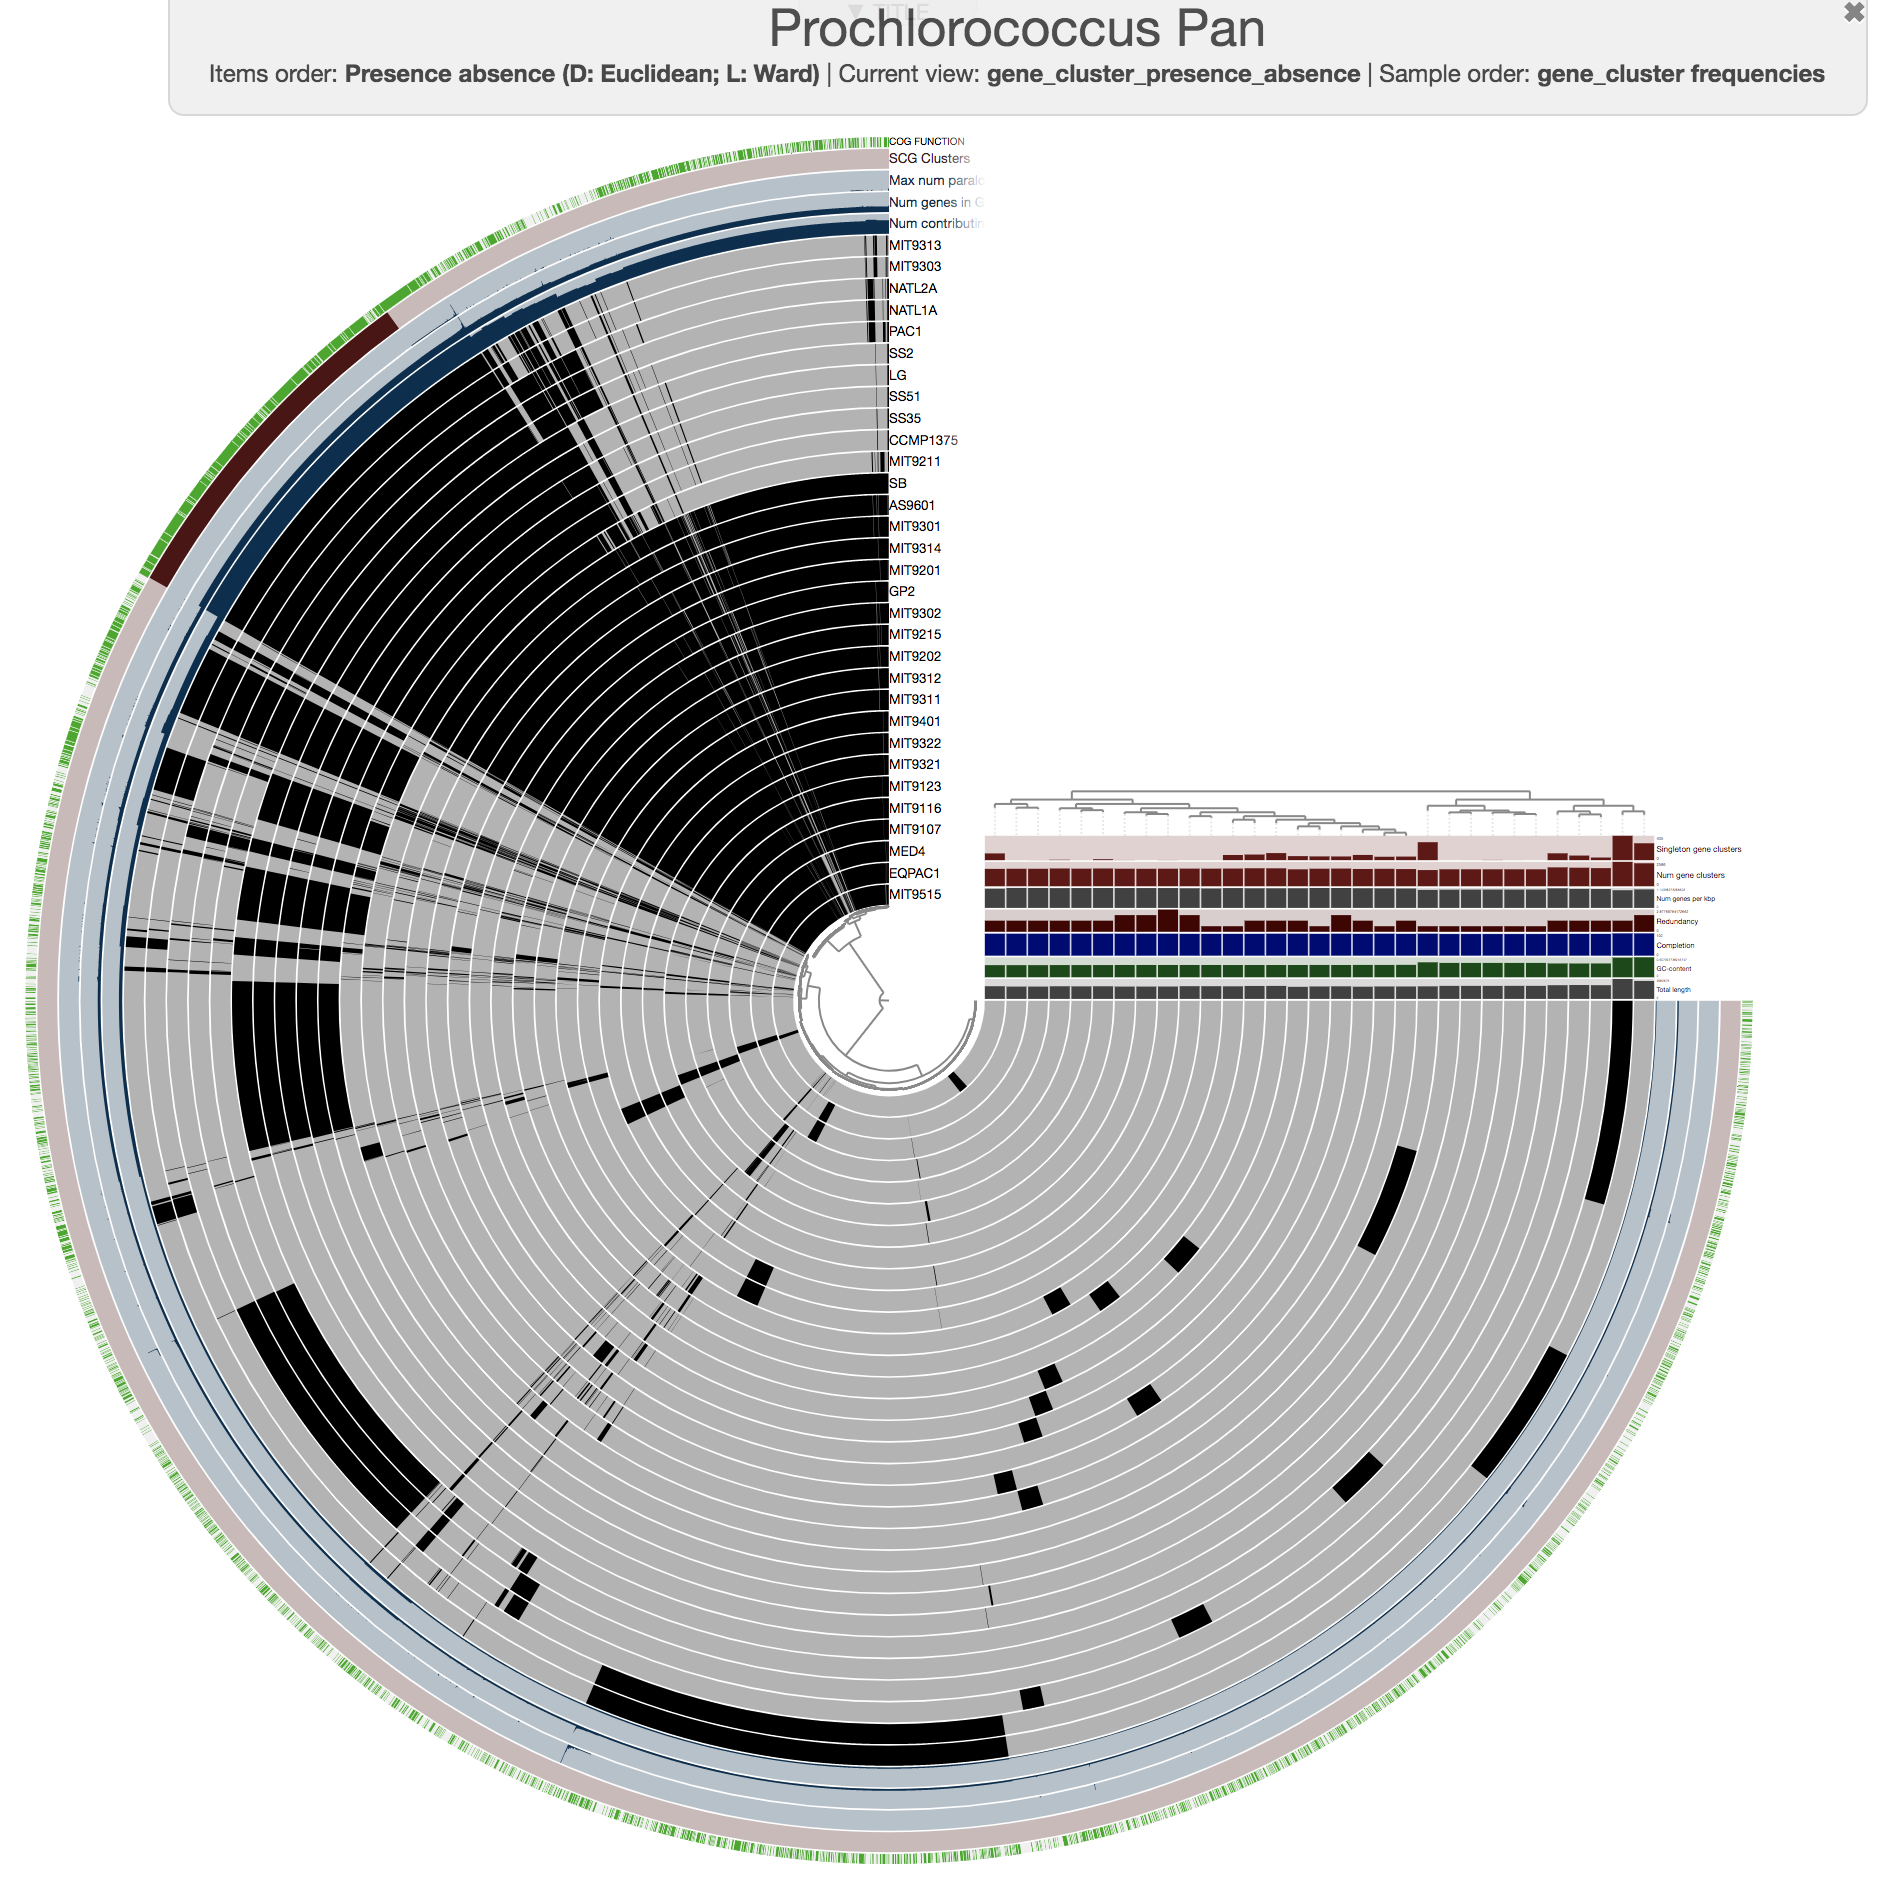 ▼ TITLE
Prochlorococcus Pan
✖
Items order: Presence absence (D: Euclidean; L: Ward) | Current view: gene_cluster_presence_absence | Sample order: gene_cluster frequencies
COG FUNCTION
SCG Clusters
Max num paralo
Num genes in G
Num contributin
MIT9313
MIT9303
NATL2A
NATL1A
PAC1
SS2
LG
SS51
SS35
CCMP1375
MIT9211
SB
AS9601
MIT9301
MIT9314
MIT9201
GP2
MIT9302
MIT9215
MIT9202
MIT9312
MIT9311
MIT9401
MIT9322
MIT9321
MIT9123
MIT9116
MIT9107
MED4
EQPAC1
MIT9515
Singleton gene clusters
Num gene clusters
Num genes per kbp
Redundancy
Completion
GC-content
Total length